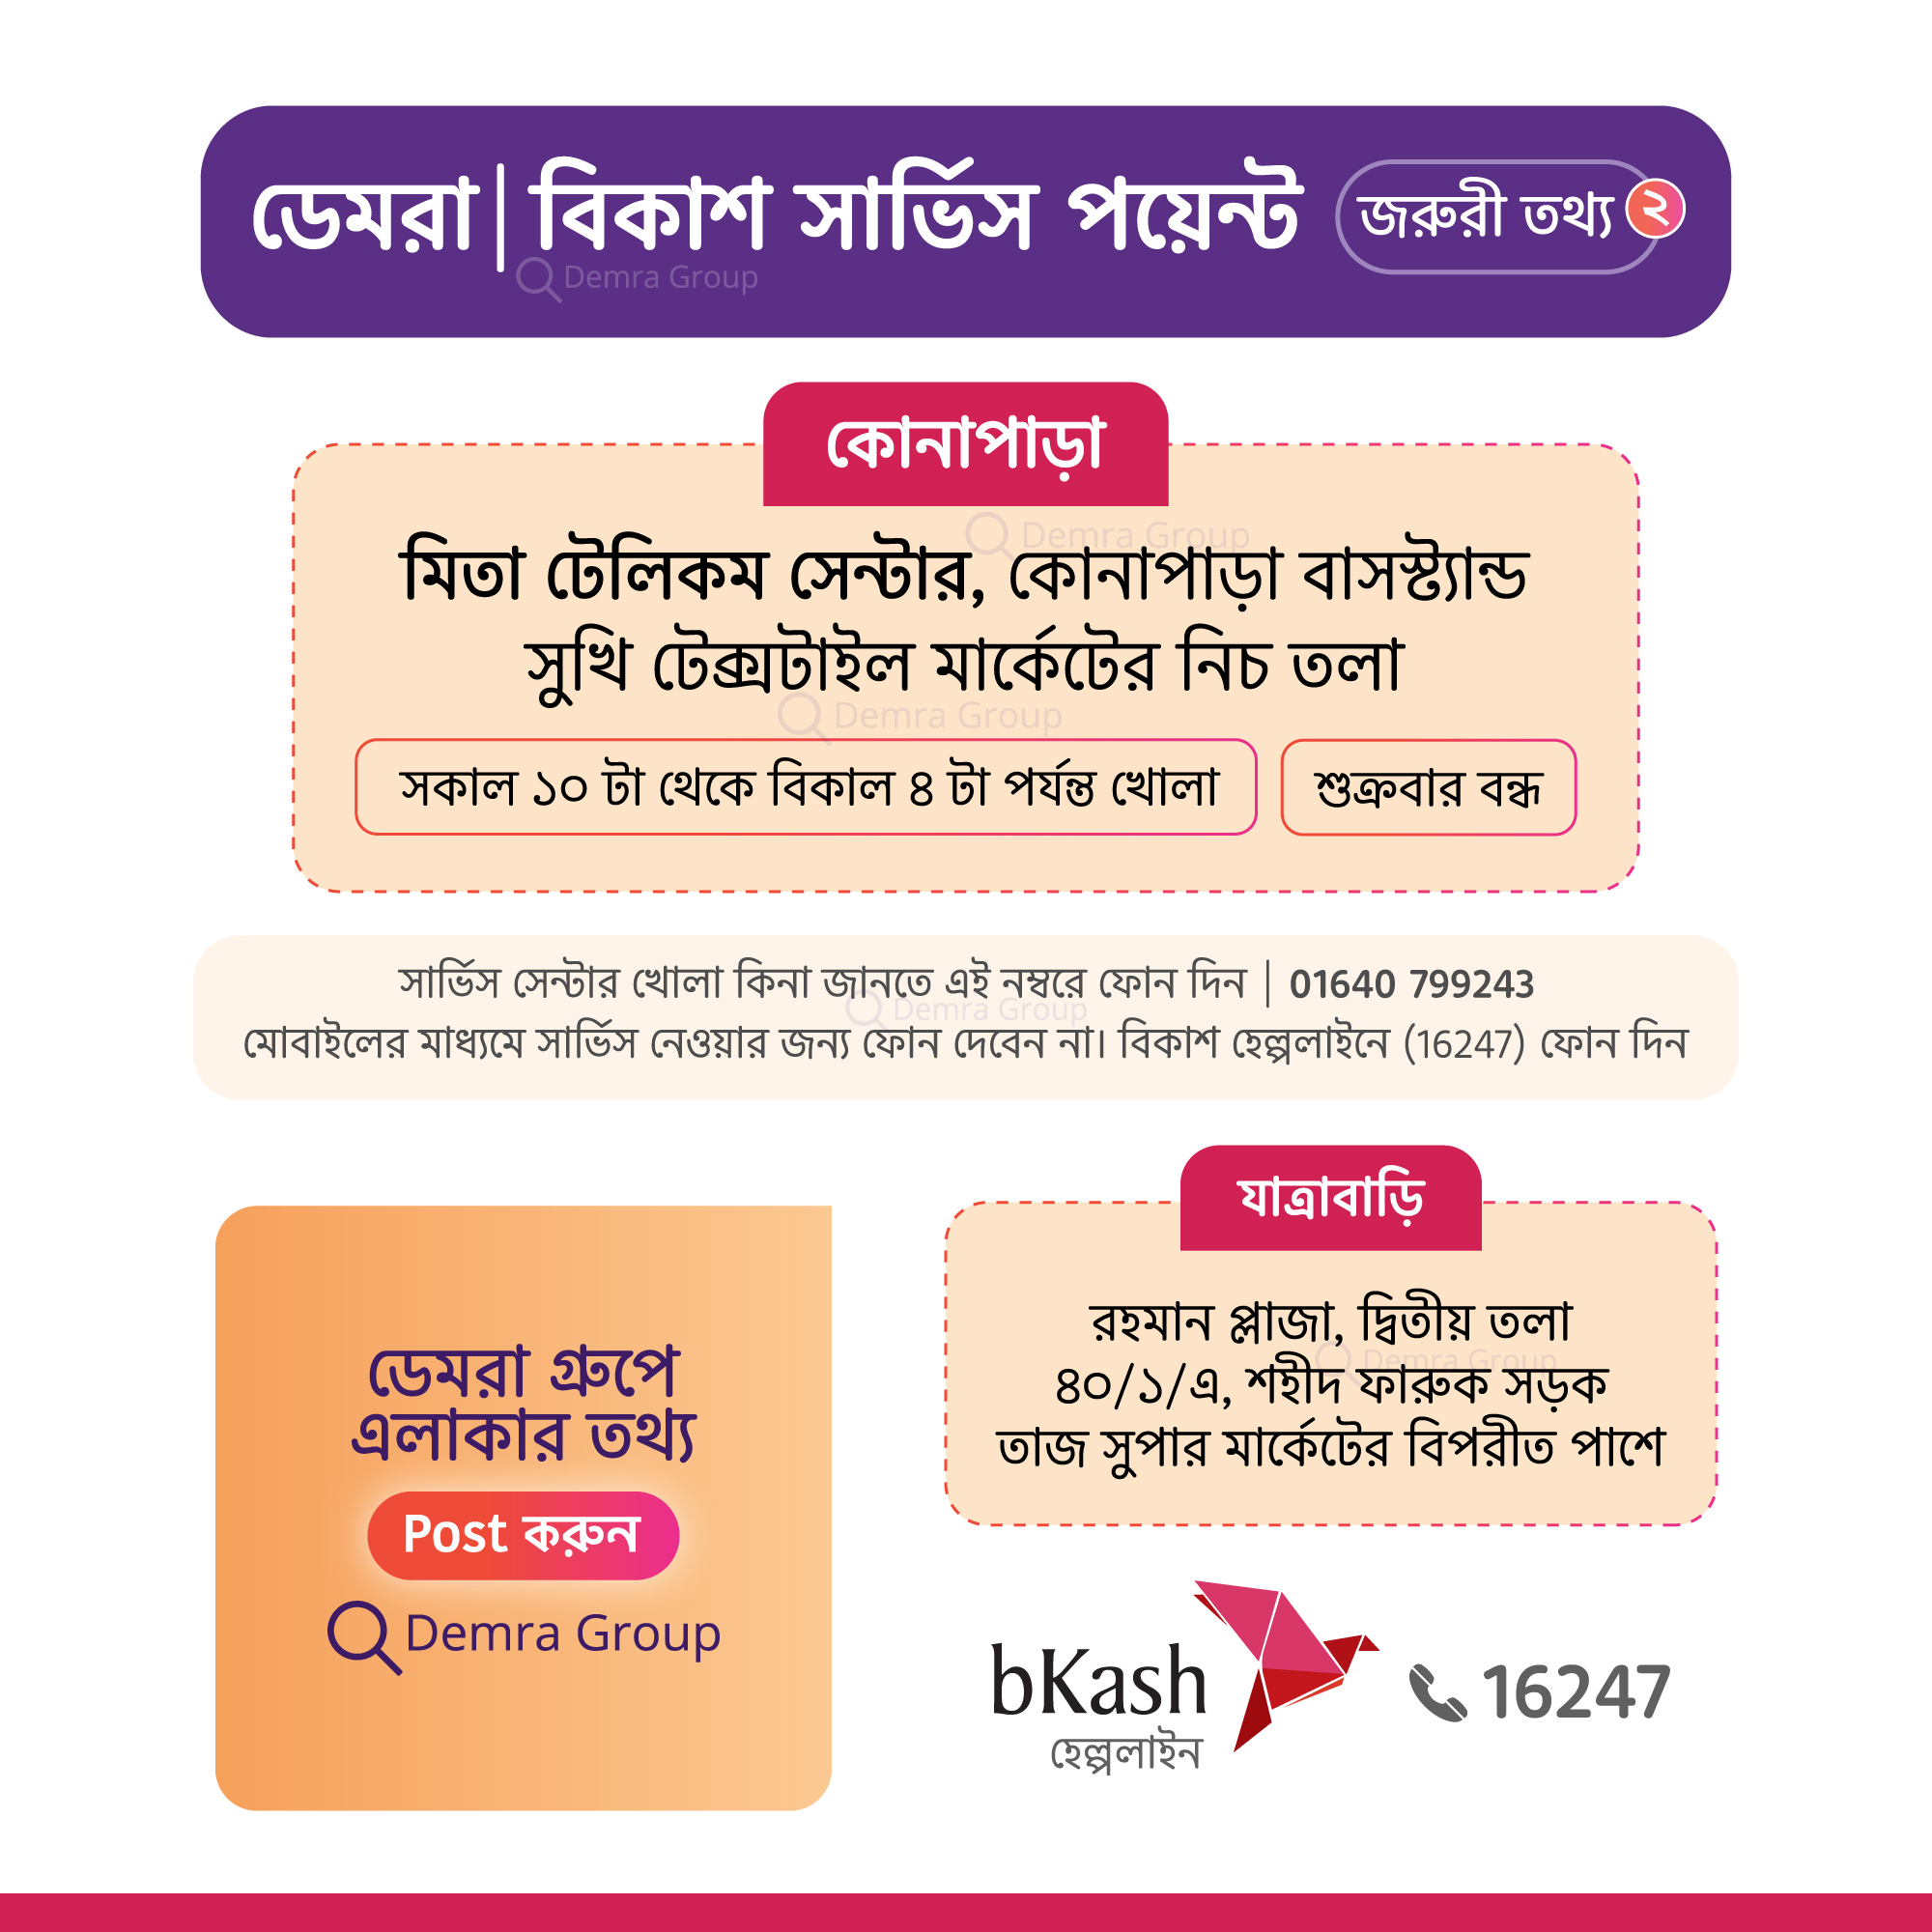 ডেমরা | বিকাশ সার্ভিস পয়েন্ট জরুরী তথ্য ২
Demra Group
কোনাপাড়া
Demra Group
মিতা টেলিকম সেন্টার, কোনাপাড়া বাসস্ট্যান্ড
সুখি টেক্সটাইল মার্কেটের নিচ তলা
Demra Group
সকাল ১০ টা থেকে বিকাল ৪ টা পর্যন্ত খোলা শুক্রবার বন্ধ
সার্ভিস সেন্টার খোলা কিনা জানতে এই নম্বরে ফোন দিন | 01640 799243
Demra Group
মোবাইলের মাধ্যমে সার্ভিস নেওয়ার জন্য ফোন দেবেন না। বিকাশ হেল্পলাইনে (16247) ফোন দিন
যাত্রাবাড়ি
রহমান প্লাজা, দ্বিতীয় তলা
Demra Group
৪০/১/এ, শহীদ ফারুক সড়ক
তাজ সুপার মার্কেটের বিপরীত পাশে
ডেমরা গ্রুপে
এলাকার তথ্য
Post করুন
Demra Group
bKash
হেল্পলাইন
16247